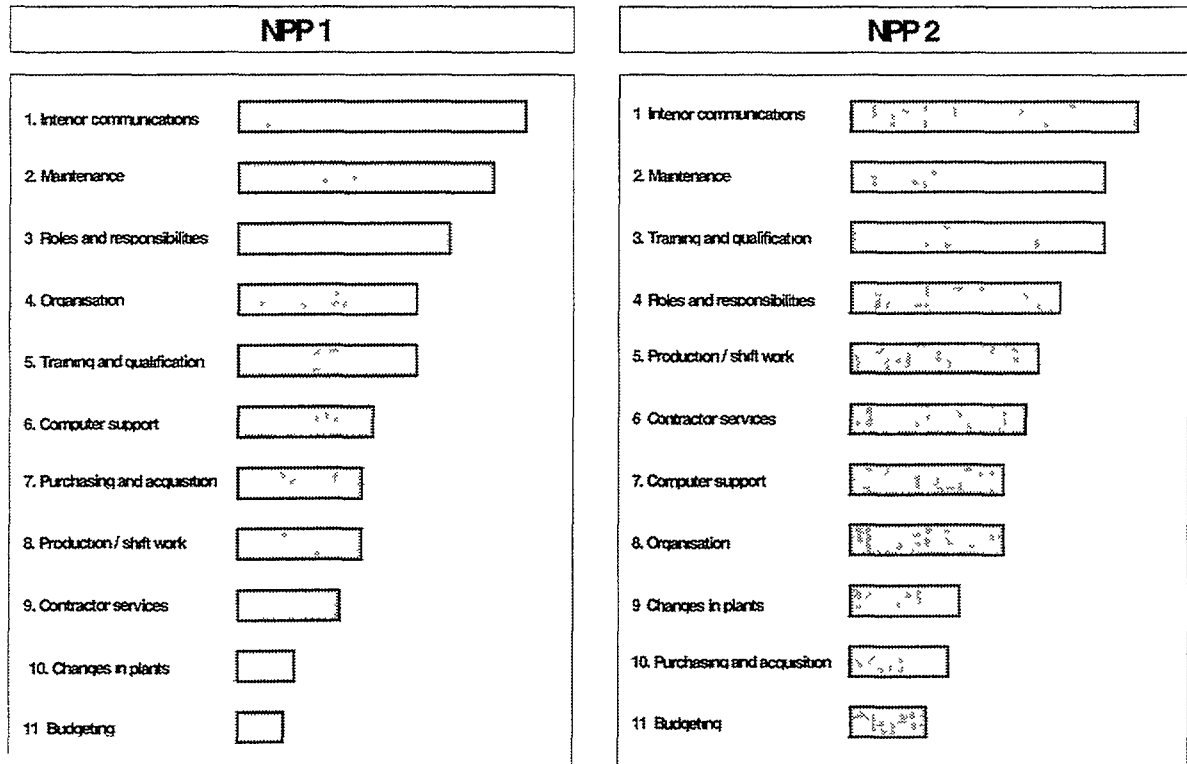 NPP 1
1. Interior communications
2. Maintenance
3 Roles and responsibilities
4. Organisation
5. Training and qualification
6. Computer support
7. Purchasing and acquisition
8. Production / shift work
9. Contractor services
10. Changes in plants
11 Budgeting
NPP 2
1 Interior communications
2. Maintenance
3. Training and qualification
4 Roles and responsibilities
5. Production / shift work
6 Contractor services
7. Computer support
8. Organisation
9 Changes in plants
10. Purchasing and acquisition
11 Budgeting